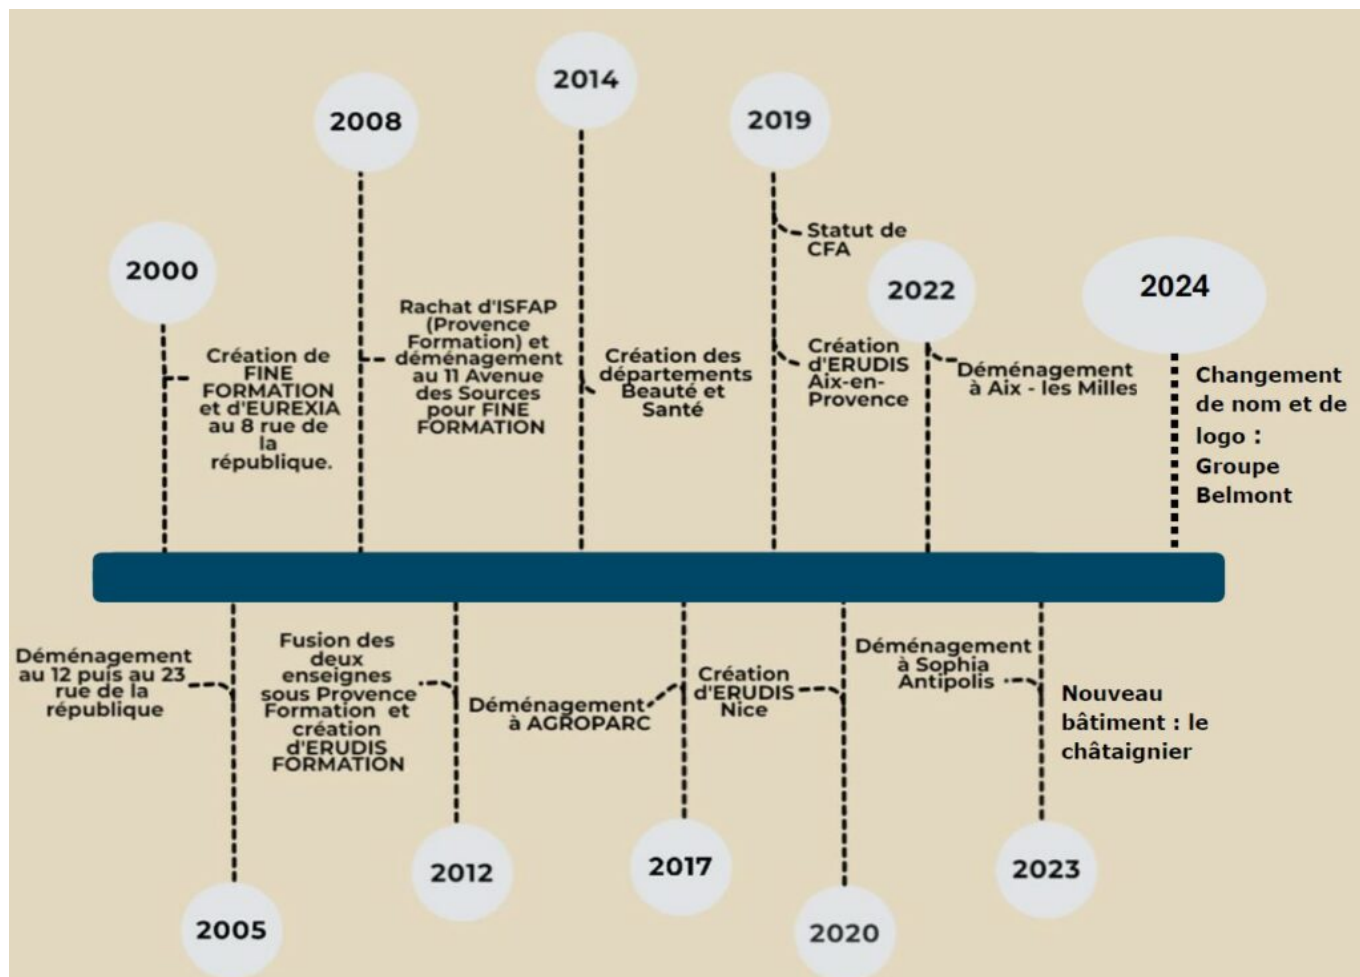 2000
Création de
FINE
FORMATION
et d'EUREXIA
au 8 rue de
la
république.
2005
Déménagement
au 12 puis au 23
rue de la
république
2008
Rachat d'ISFAP
(Provence
Formation) et
déménagement
au 11 Avenue
des Sources
pour FINE
FORMATION
2012
Fusion des
deux
enseignes
sous Provence
Formation et
création
d'ERUDIS
FORMATION
2014
Création des
départements
Beauté et
Santé
2017
Déménagement
à AGROPARC
2019
Statut de
CFA
Création
d'ERUDIS
Aix-en-
Provence
2020
Création
d'ERUDIS
Nice
2022
Déménagement
à Aix - les Milles
2023
Déménagement
à Sophia
Antipolis
Nouveau
bâtiment : le
châtaignier
2024
Changement
de nom et de
logo :
Groupe
Belmont